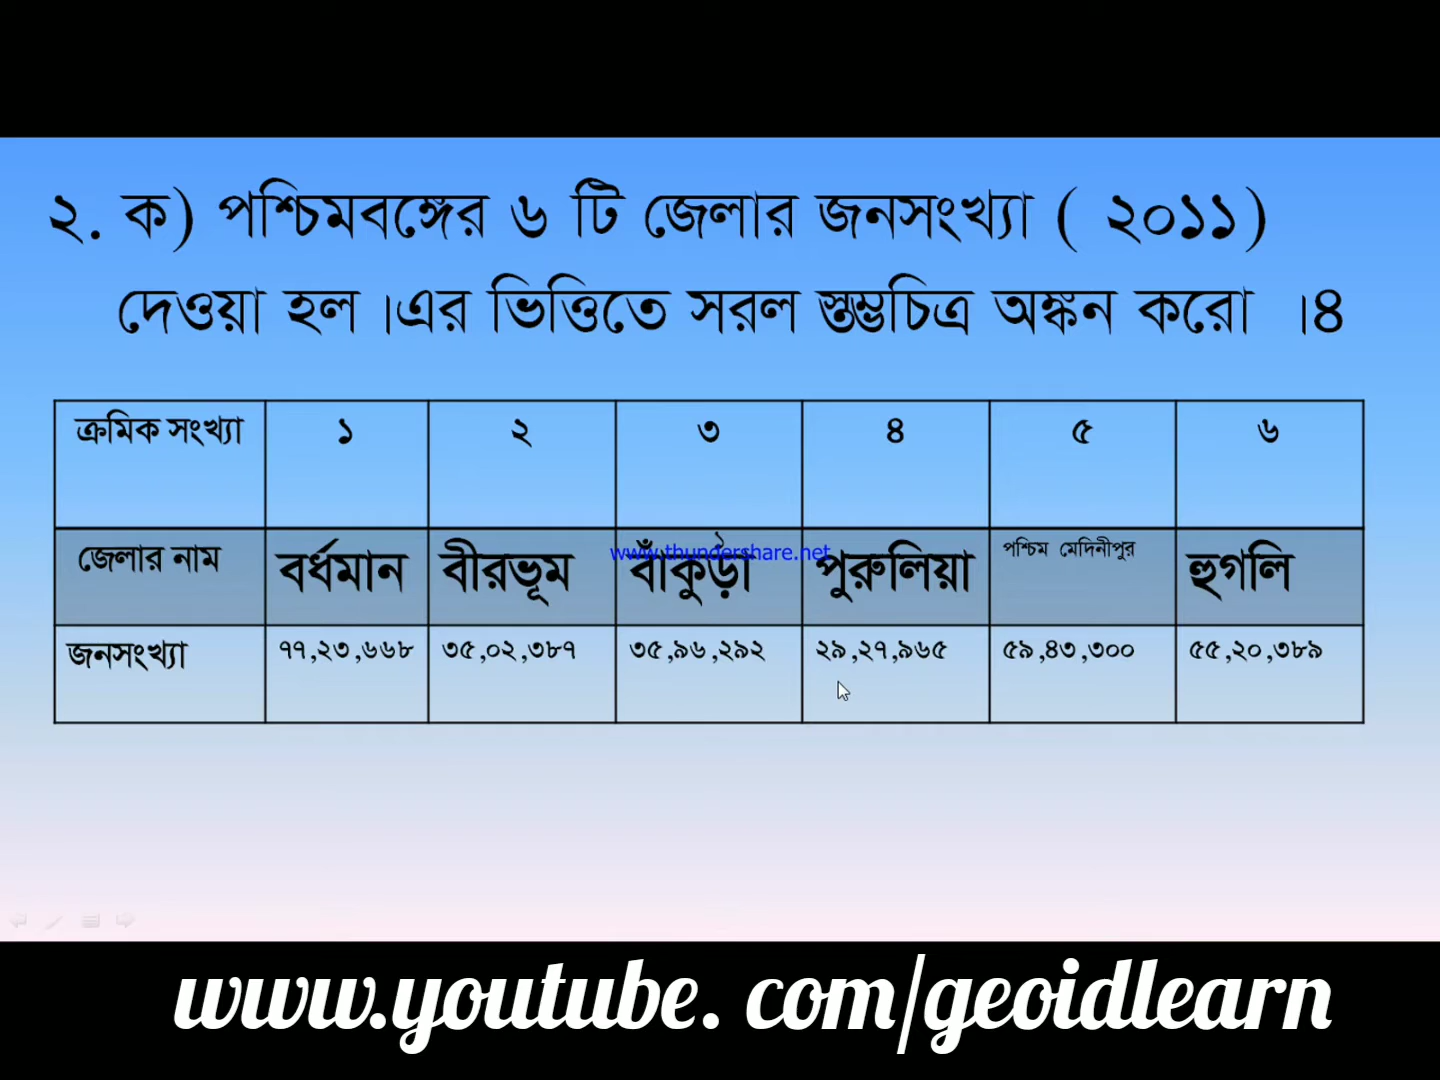 ২. ক) পশ্চিমবঙ্গের ৬ টি জেলার জনসংখ্যা ( ২০১১)
দেওয়া হল ।এর ভিত্তিতে সরল স্তম্ভচিত্র অঙ্কন করো ।৪
ক্রমিক সংখ্যা ১ ২ ৩ ৪ ৫ ৬
জেলার নাম বর্ধমান বীরভূম বাঁকুড়া পুরুলিয়া পশ্চিম মেদিনীপুর হুগলি
www.thundershare.net
জনসংখ্যা ৭৭,২৩,৬৬৮ ৩৫,০২,৩৮৭ ৩৫,৯৬,২৯২ ২৯,২৭,৯৬৫ ৫৯,৪৩,৩০০ ৫৫,২০,৩৮৯
www.youtube. com/geoidlearn